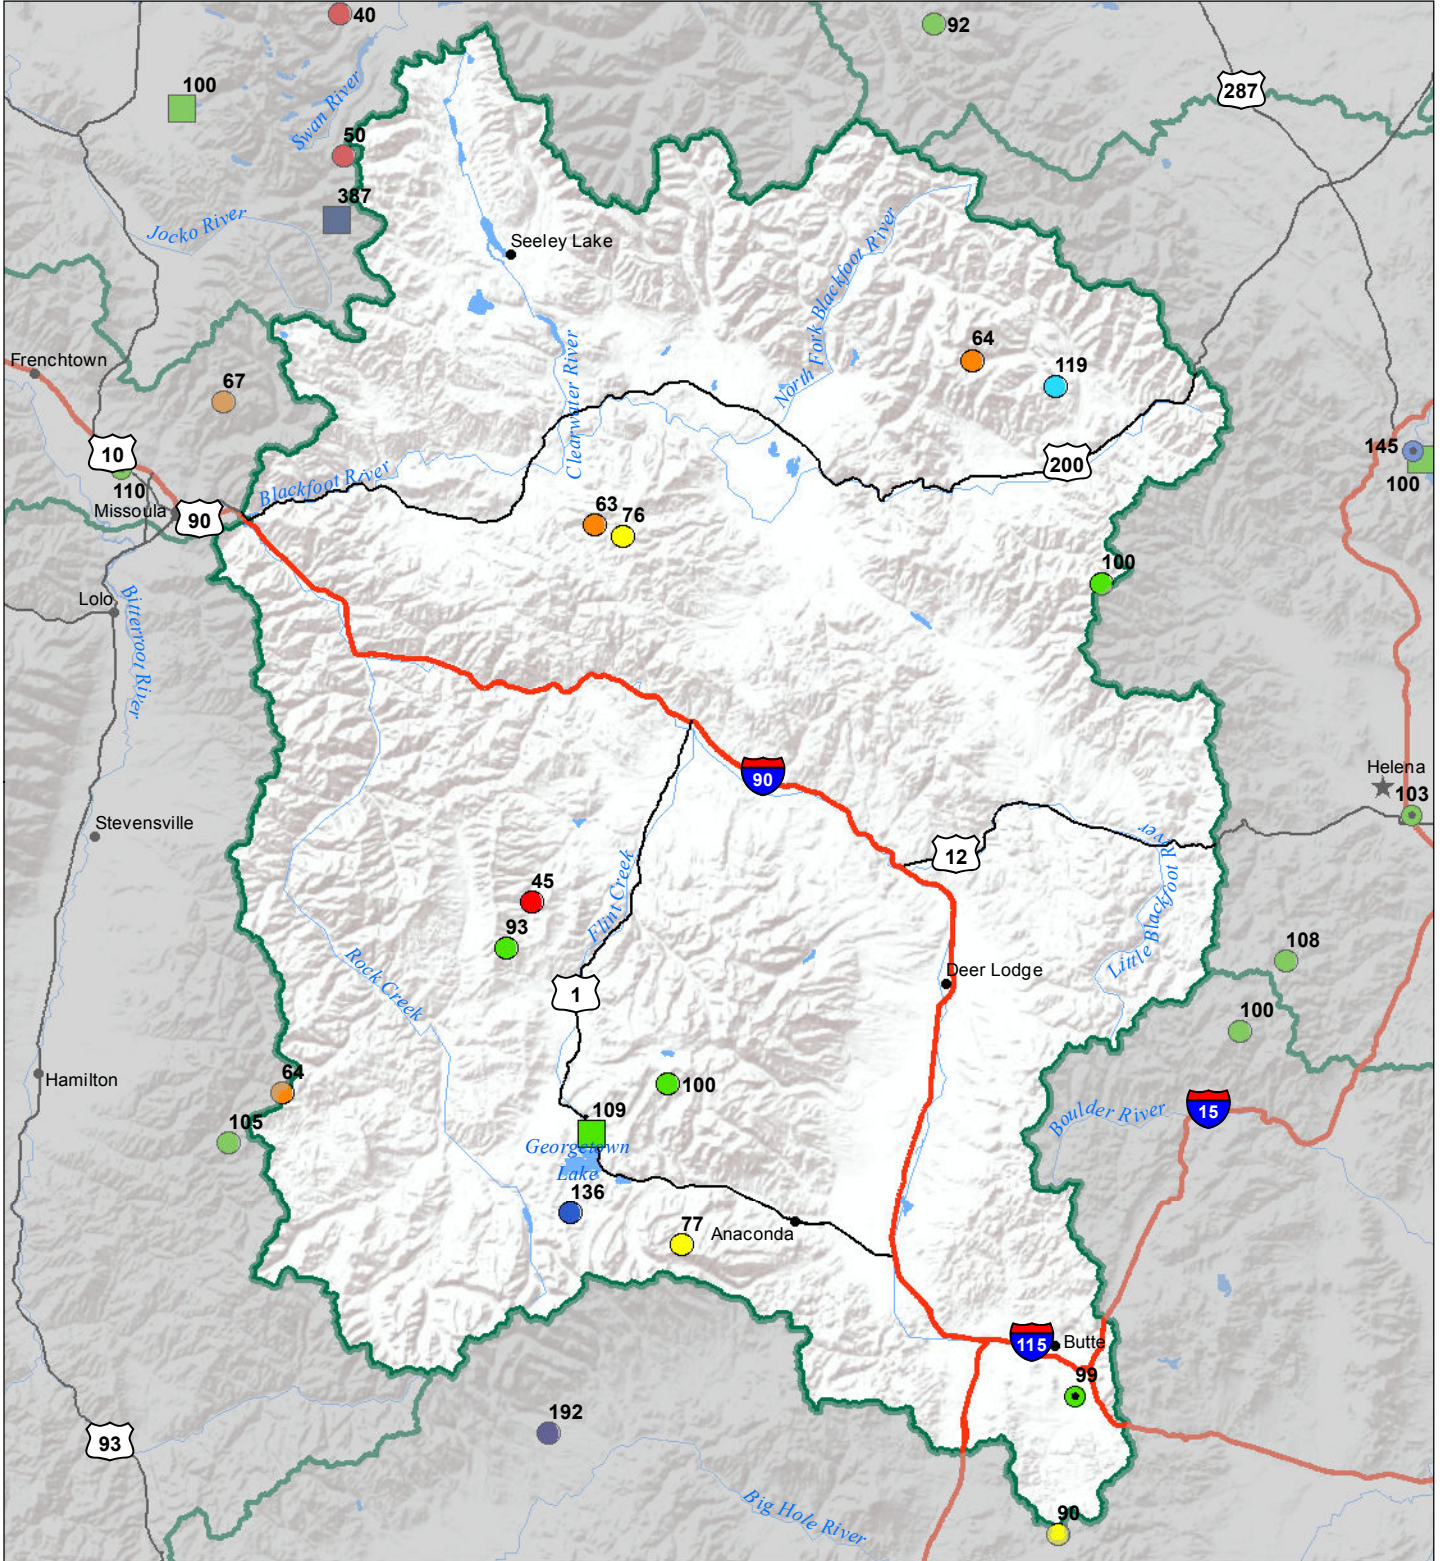 40
92
100
287
Swan River
50
387
Jocko River
Seeley Lake
North Fork Blackfoot River
Clearwater River
64
119
Frenchtown
67
10
110
Missoula
90
Blackfoot River
200
145
100
63
76
100
Lolo
Bitterroot River
90
Helena
103
Stevensville
12
Little Blackfoot River
45
93
Flint Creek
Rock Creek
1
Deer Lodge
108
100
Hamilton
64
105
100
109
Georgetown
Lake
Boulder River
15
136
77
Anaconda
115
Butte
99
192
93
Big Hole River
90